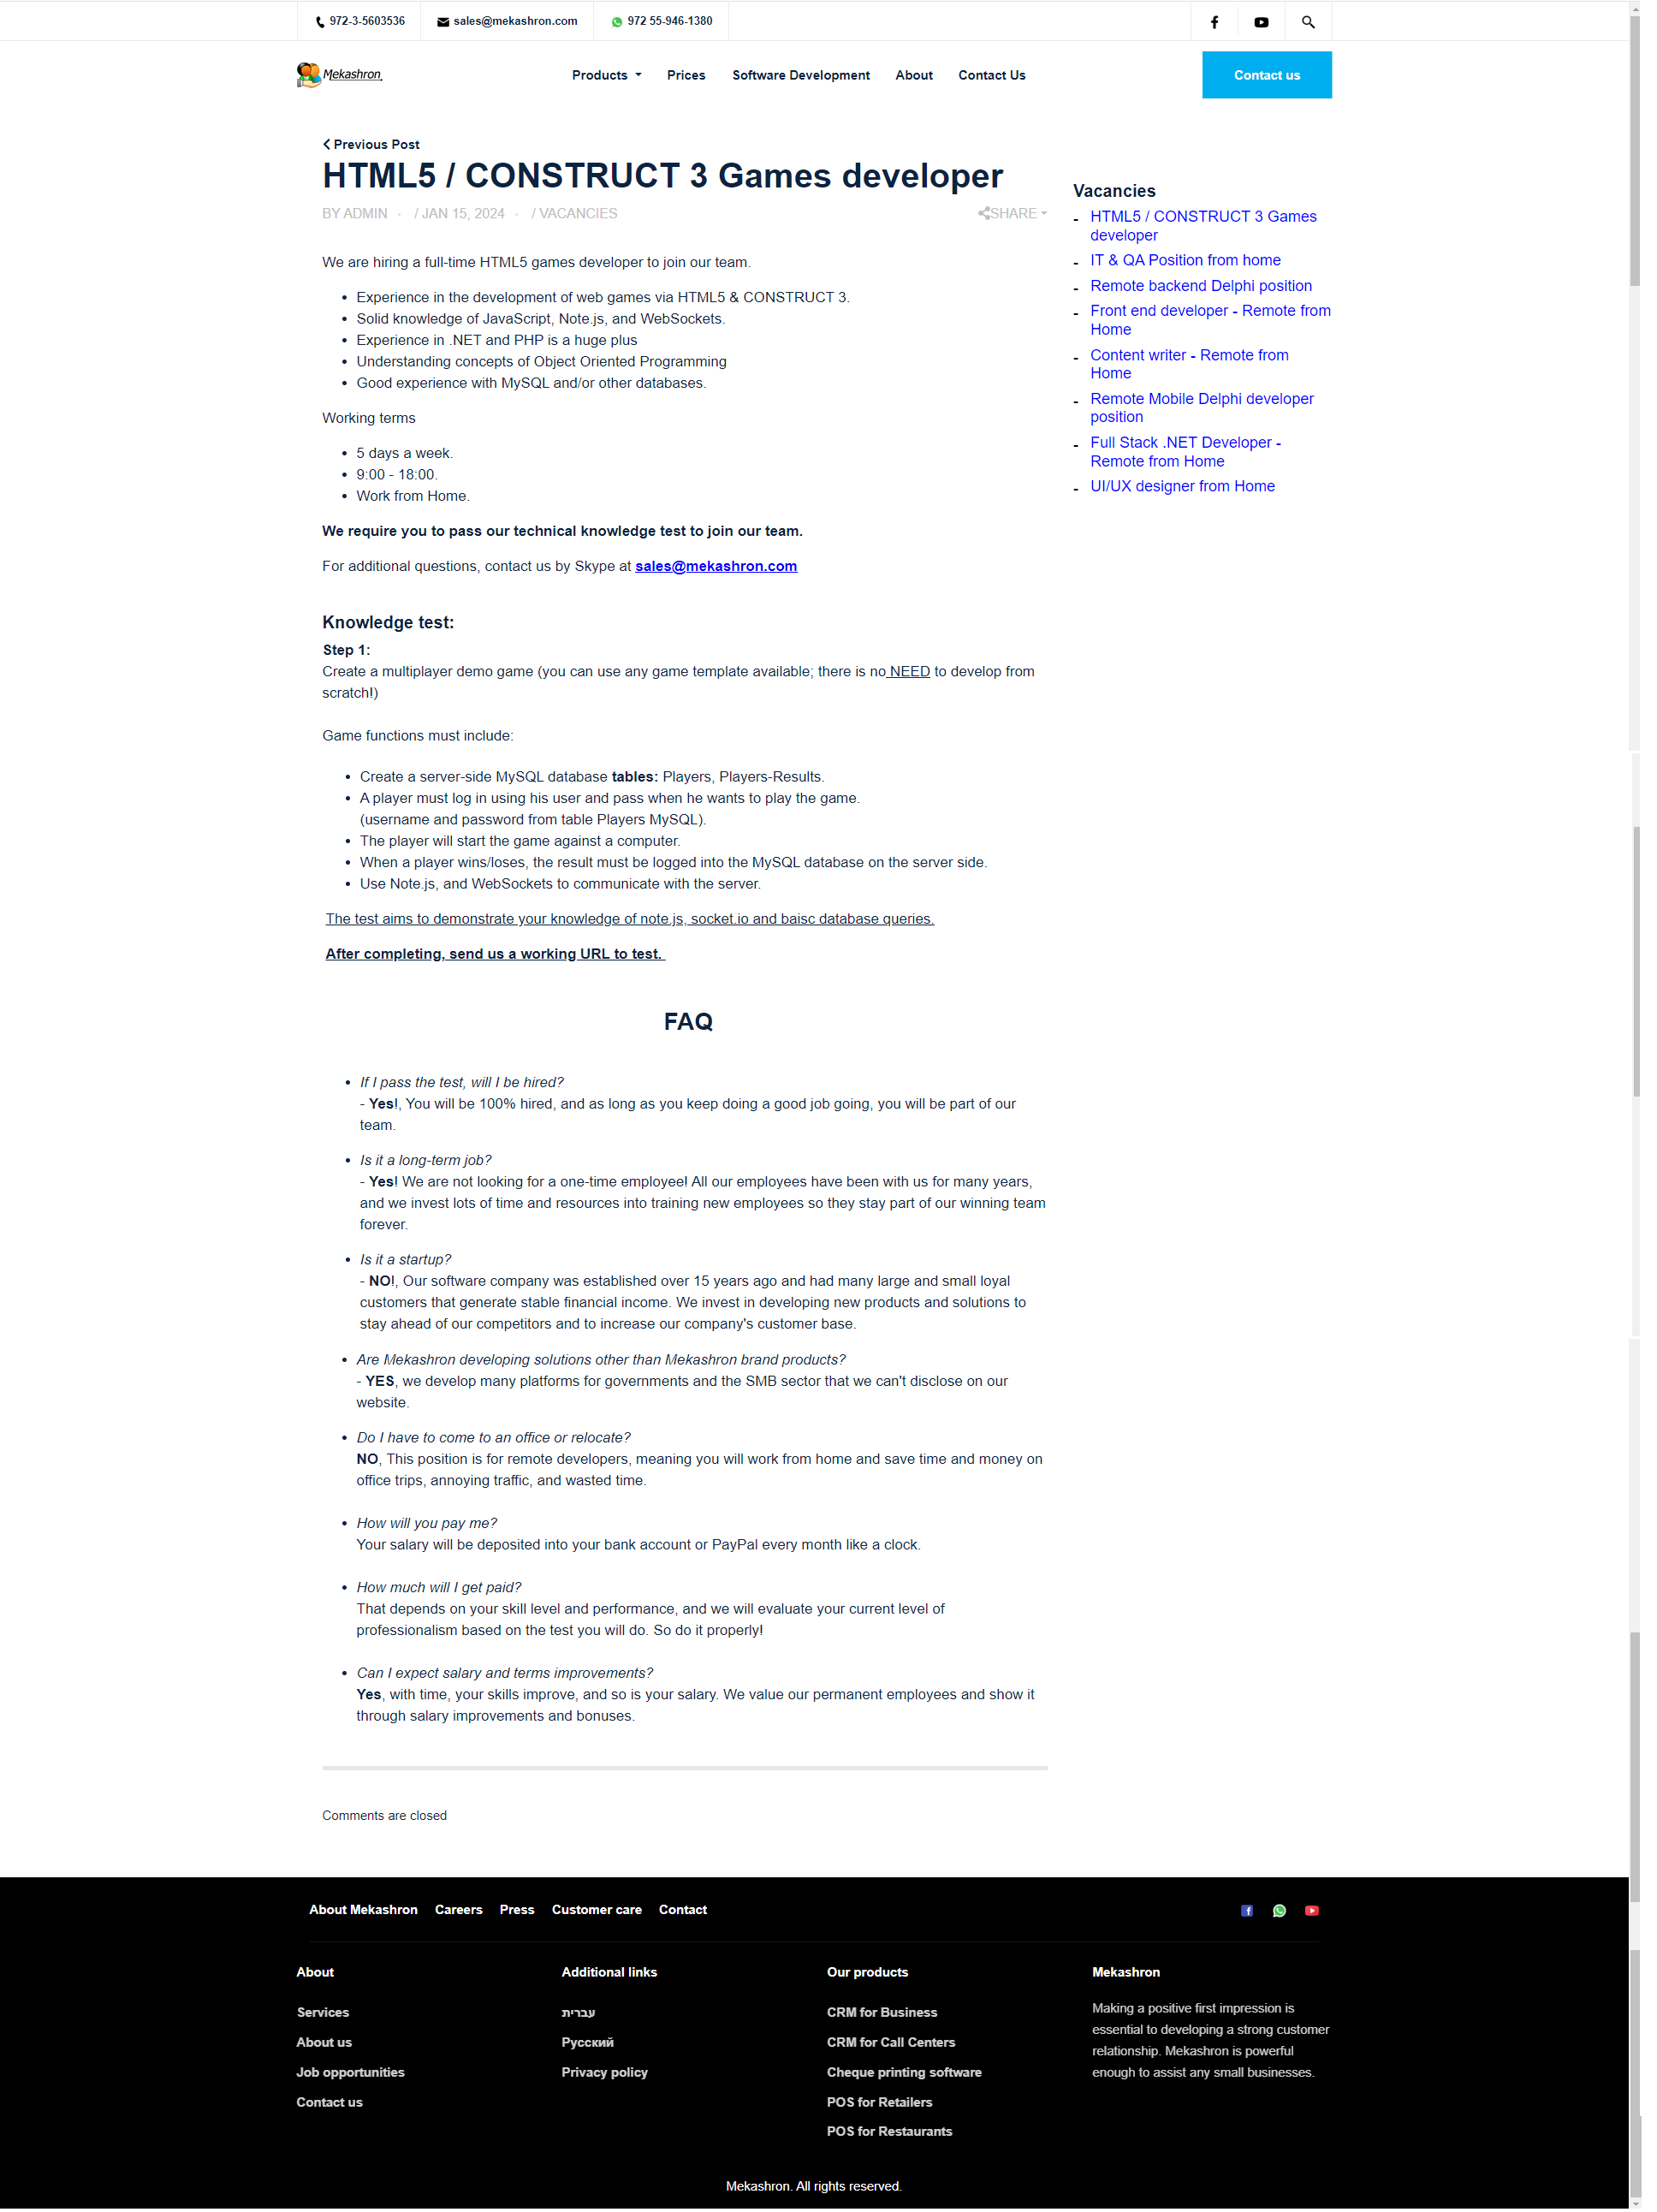 972-3-5603536 sales@mekashron.com 972 55-946-1380
Mekashron Products Prices Software Development About Contact Us Contact us
Previous Post
HTML5 / CONSTRUCT 3 Games developer
BY ADMIN / JAN 15, 2024 / VACANCIES SHARE
We are hiring a full-time HTML5 games developer to join our team.
• Experience in the development of web games via HTML5 & CONSTRUCT 3.
• Solid knowledge of JavaScript, Note.js, and WebSockets.
• Experience in .NET and PHP is a huge plus
• Understanding concepts of Object Oriented Programming
• Good experience with MySQL and/or other databases.
Working terms
• 5 days a week.
• 9:00 - 18:00.
• Work from Home.
We require you to pass our technical knowledge test to join our team.
For additional questions, contact us by Skype at sales@mekashron.com
Knowledge test:
Step 1:
Create a multiplayer demo game (you can use any game template available; there is no NEED to develop from
scratch!)
Game functions must include:
• Create a server-side MySQL database tables: Players, Players-Results.
• A player must log in using his user and pass when he wants to play the game.
(username and password from table Players MySQL).
• The player will start the game against a computer.
• When a player wins/loses, the result must be logged into the MySQL database on the server side.
• Use Note.js, and WebSockets to communicate with the server.
The test aims to demonstrate your knowledge of note.js, socket.io and baisc database queries.
After completing, send us a working URL to test.
FAQ
• If I pass the test, will I be hired?
- Yes!, You will be 100% hired, and as long as you keep doing a good job going, you will be part of our
team.
• Is it a long-term job?
- Yes! We are not looking for a one-time employee! All our employees have been with us for many years,
and we invest lots of time and resources into training new employees so they stay part of our winning team
forever.
• Is it a startup?
- NO!, Our software company was established over 15 years ago and had many large and small loyal
customers that generate stable financial income. We invest in developing new products and solutions to
stay ahead of our competitors and to increase our company's customer base.
• Are Mekashron developing solutions other than Mekashron brand products?
- YES, we develop many platforms for governments and the SMB sector that we can't disclose on our
website.
• Do I have to come to an office or relocate?
NO, This position is for remote developers, meaning you will work from home and save time and money on
office trips, annoying traffic, and wasted time.
• How will you pay me?
Your salary will be deposited into your bank account or PayPal every month like a clock.
• How much will I get paid?
That depends on your skill level and performance, and we will evaluate your current level of
professionalism based on the test you will do. So do it properly!
• Can I expect salary and terms improvements?
Yes, with time, your skills improve, and so is your salary. We value our permanent employees and show it
through salary improvements and bonuses.
Comments are closed
Vacancies
- HTML5 / CONSTRUCT 3 Games
developer
- IT & QA Position from home
- Remote backend Delphi position
- Front end developer - Remote from
Home
- Content writer - Remote from
Home
- Remote Mobile Delphi developer
position
- Full Stack .NET Developer -
Remote from Home
- UI/UX designer from Home
About Mekashron Careers Press Customer care Contact
About
Services
About us
Job opportunities
Contact us
Additional links
עברית
Русский
Privacy policy
Our products
CRM for Business
CRM for Call Centers
Cheque printing software
POS for Retailers
POS for Restaurants
Mekashron
Making a positive first impression is
essential to developing a strong customer
relationship. Mekashron is powerful
enough to assist any small businesses.
Mekashron. All rights reserved.